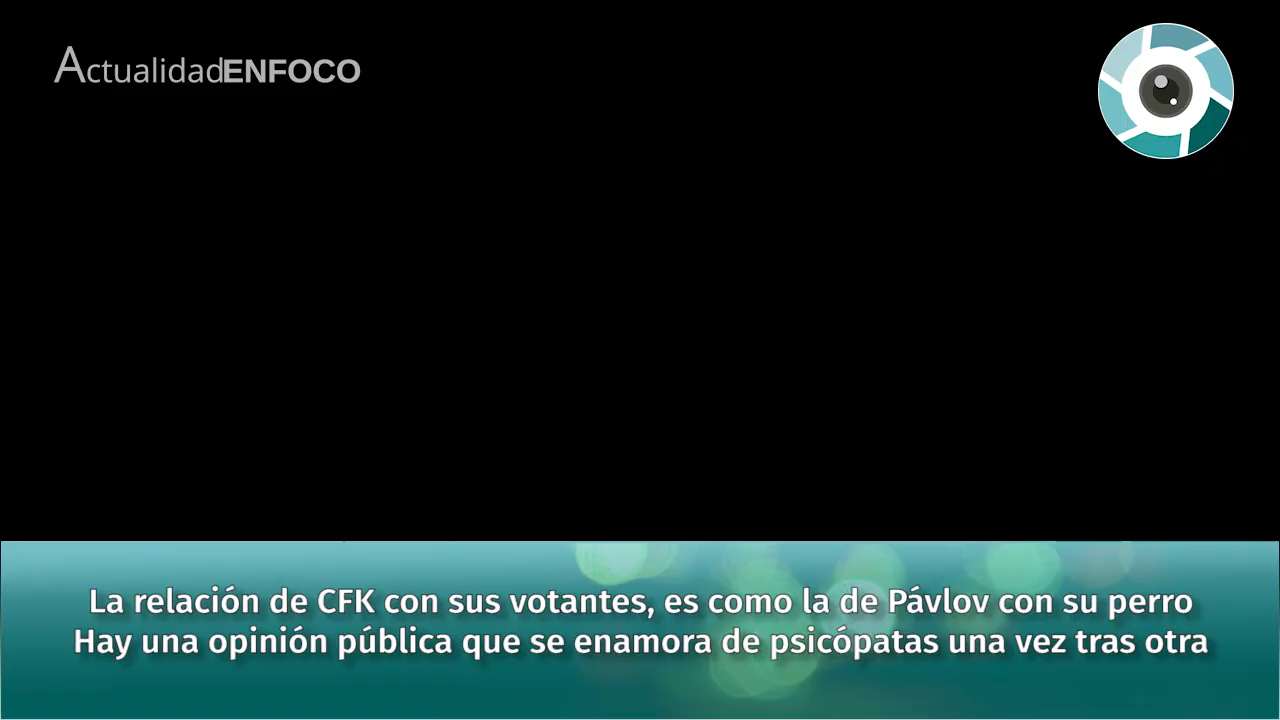 ActualidadENFOCO
La relación de CFK con sus votantes, es como la de Pávlov con su perro
Hay una opinión pública que se enamora de psicópatas una vez tras otra